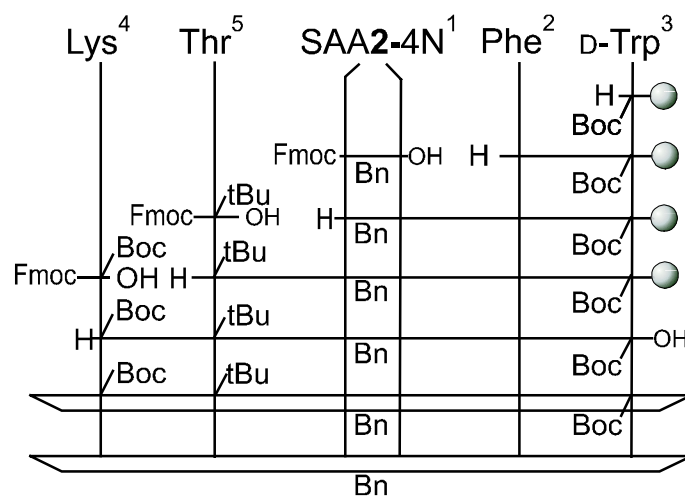 Lys4 Thr5 SAA2-4N1 Phe2 D-Trp3
H
Boc
Fmoc Bn OH H Boc
tBu
Fmoc OH H Bn Boc
Boc tBu
Fmoc OH H Bn Boc
Boc tBu
H Bn Boc OH
Boc tBu
Bn Boc
Bn